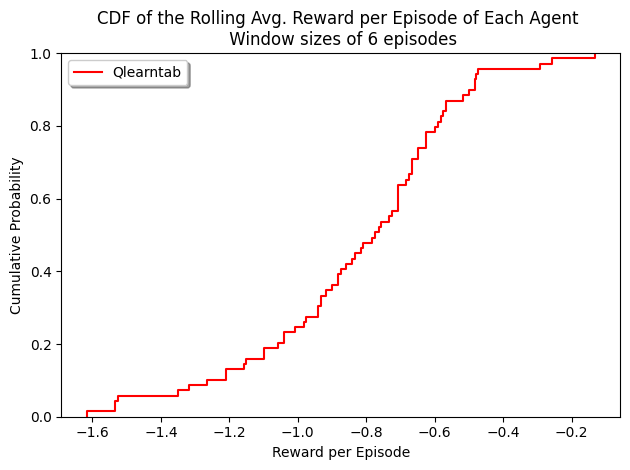 CDF of the Rolling Avg. Reward per Episode of Each Agent
Window sizes of 6 episodes
Qlearntab
1.0
0.8
0.6
0.4
0.2
0.0
Cumulative Probability
−1.6 −1.4 −1.2 −1.0 −0.8 −0.6 −0.4 −0.2
Reward per Episode